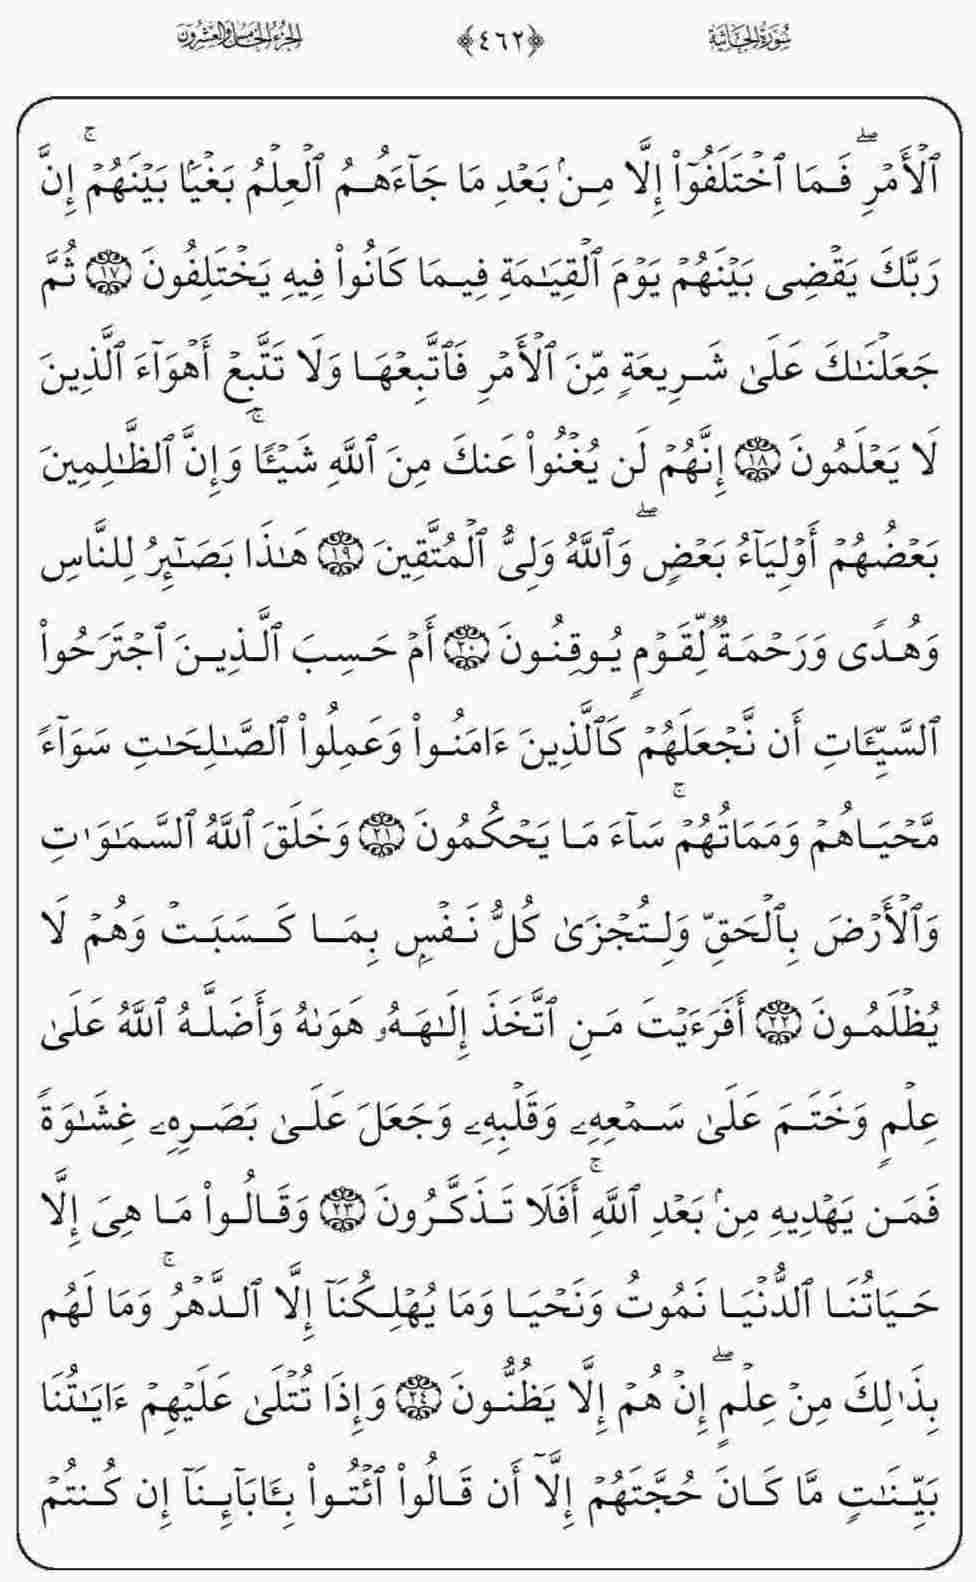 سُورَةُ الجَاثِيَة ﴿٤٦٢﴾ الجُزْءُ الخَامِسُ وَالعِشْرُونَ
ٱلۡأَمۡرِۖ فَمَا ٱخۡتَلَفُوٓاْ إِلَّا مِنۢ بَعۡدِ مَا جَآءَهُمُ ٱلۡعِلۡمُ بَغۡيَۢا بَيۡنَهُمۡۚ إِنَّ
رَبَّكَ يَقۡضِي بَيۡنَهُمۡ يَوۡمَ ٱلۡقِيَٰمَةِ فِيمَا كَانُواْ فِيهِ يَخۡتَلِفُونَ ١٧ ثُمَّ
جَعَلۡنَٰكَ عَلَىٰ شَرِيعَةٖ مِّنَ ٱلۡأَمۡرِ فَٱتَّبِعۡهَا وَلَا تَتَّبِعۡ أَهۡوَآءَ ٱلَّذِينَ
لَا يَعۡلَمُونَ ١٨ إِنَّهُمۡ لَن يُغۡنُواْ عَنكَ مِنَ ٱللَّهِ شَيۡـٔٗاۚ وَإِنَّ ٱلظَّٰلِمِينَ
بَعۡضُهُمۡ أَوۡلِيَآءُ بَعۡضٖۖ وَٱللَّهُ وَلِيُّ ٱلۡمُتَّقِينَ ١٩ هَٰذَا بَصَٰٓئِرُ لِلنَّاسِ
وَهُدٗى وَرَحۡمَةٞ لِّقَوۡمٖ يُوقِنُونَ ٢٠ أَمۡ حَسِبَ ٱلَّذِينَ ٱجۡتَرَحُواْ
ٱلسَّيِّـَٔاتِ أَن نَّجۡعَلَهُمۡ كَٱلَّذِينَ ءَامَنُواْ وَعَمِلُواْ ٱلصَّٰلِحَٰتِ سَوَآءٗ
مَّحۡيَاهُمۡ وَمَمَاتُهُمۡۚ سَآءَ مَا يَحۡكُمُونَ ٢١ وَخَلَقَ ٱللَّهُ ٱلسَّمَٰوَٰتِ
وَٱلۡأَرۡضَ بِٱلۡحَقِّ وَلِتُجۡزَىٰ كُلُّ نَفۡسِۭ بِمَا كَسَبَتۡ وَهُمۡ لَا
يُظۡلَمُونَ ٢٢ أَفَرَءَيۡتَ مَنِ ٱتَّخَذَ إِلَٰهَهُۥ هَوَىٰهُ وَأَضَلَّهُ ٱللَّهُ عَلَىٰ
عِلۡمٖ وَخَتَمَ عَلَىٰ سَمۡعِهِۦ وَقَلۡبِهِۦ وَجَعَلَ عَلَىٰ بَصَرِهِۦ غِشَٰوَةٗ
فَمَن يَهۡدِيهِ مِنۢ بَعۡدِ ٱللَّهِۚ أَفَلَا تَذَكَّرُونَ ٢٣ وَقَالُواْ مَا هِيَ إِلَّا
حَيَاتُنَا ٱلدُّنۡيَا نَمُوتُ وَنَحۡيَا وَمَا يُهۡلِكُنَآ إِلَّا ٱلدَّهۡرُۚ وَمَا لَهُم
بِذَٰلِكَ مِنۡ عِلۡمٍۖ إِنۡ هُمۡ إِلَّا يَظُنُّونَ ٢٤ وَإِذَا تُتۡلَىٰ عَلَيۡهِمۡ ءَايَٰتُنَا
بَيِّنَٰتٖ مَّا كَانَ حُجَّتَهُمۡ إِلَّآ أَن قَالُواْ ٱئۡتُواْ بِـَٔابَآئِنَآ إِن كُنتُمۡ